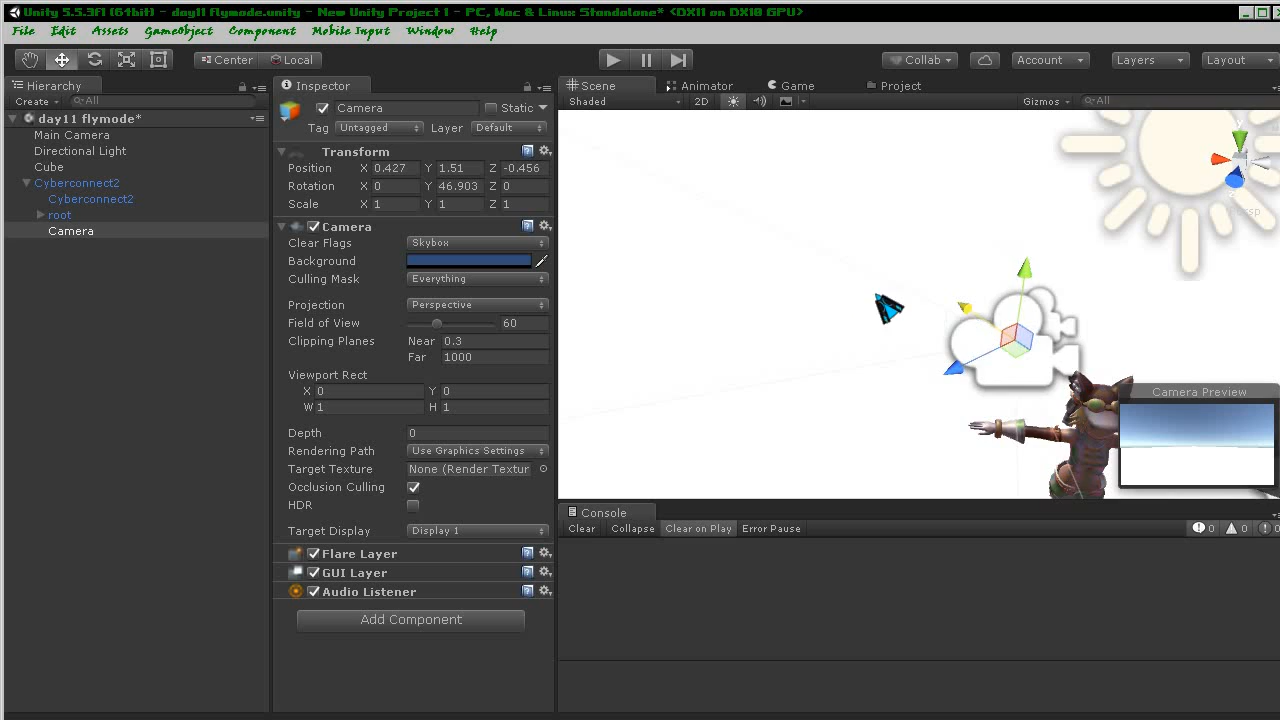 Unity 5.5.3f1 (64bit) - day11 flymode.unity - New Unity Project 1 - PC, Mac & Linux Standalone* <DX11 on DX10 GPU>
File Edit Assets GameObject Component Mobile Input Window Help
Center Local Collab Account Layers Layout
Hierarchy
Create All
day11 flymode*
Main Camera
Directional Light
Cube
Cyberconnect2
Cyberconnect2
root
Camera
Inspector
Camera Static
Tag Untagged Layer Default
Transform
Position X 0.427 Y 1.51 Z -0.456
Rotation X 0 Y 46.903 Z 0
Scale X 1 Y 1 Z 1
Camera
Clear Flags Skybox
Background
Culling Mask Everything
Projection Perspective
Field of View 60
Clipping Planes Near 0.3
Far 1000
Viewport Rect
X 0 Y 0
W 1 H 1
Depth 0
Rendering Path Use Graphics Settings
Target Texture None (Render Textur
Occlusion Culling
HDR
Target Display Display 1
Flare Layer
GUI Layer
Audio Listener
Add Component
Scene Animator Game Project
Shaded 2D Gizmos All
y
Camera Preview
Console
Clear Collapse Clear on Play Error Pause 0 0 0